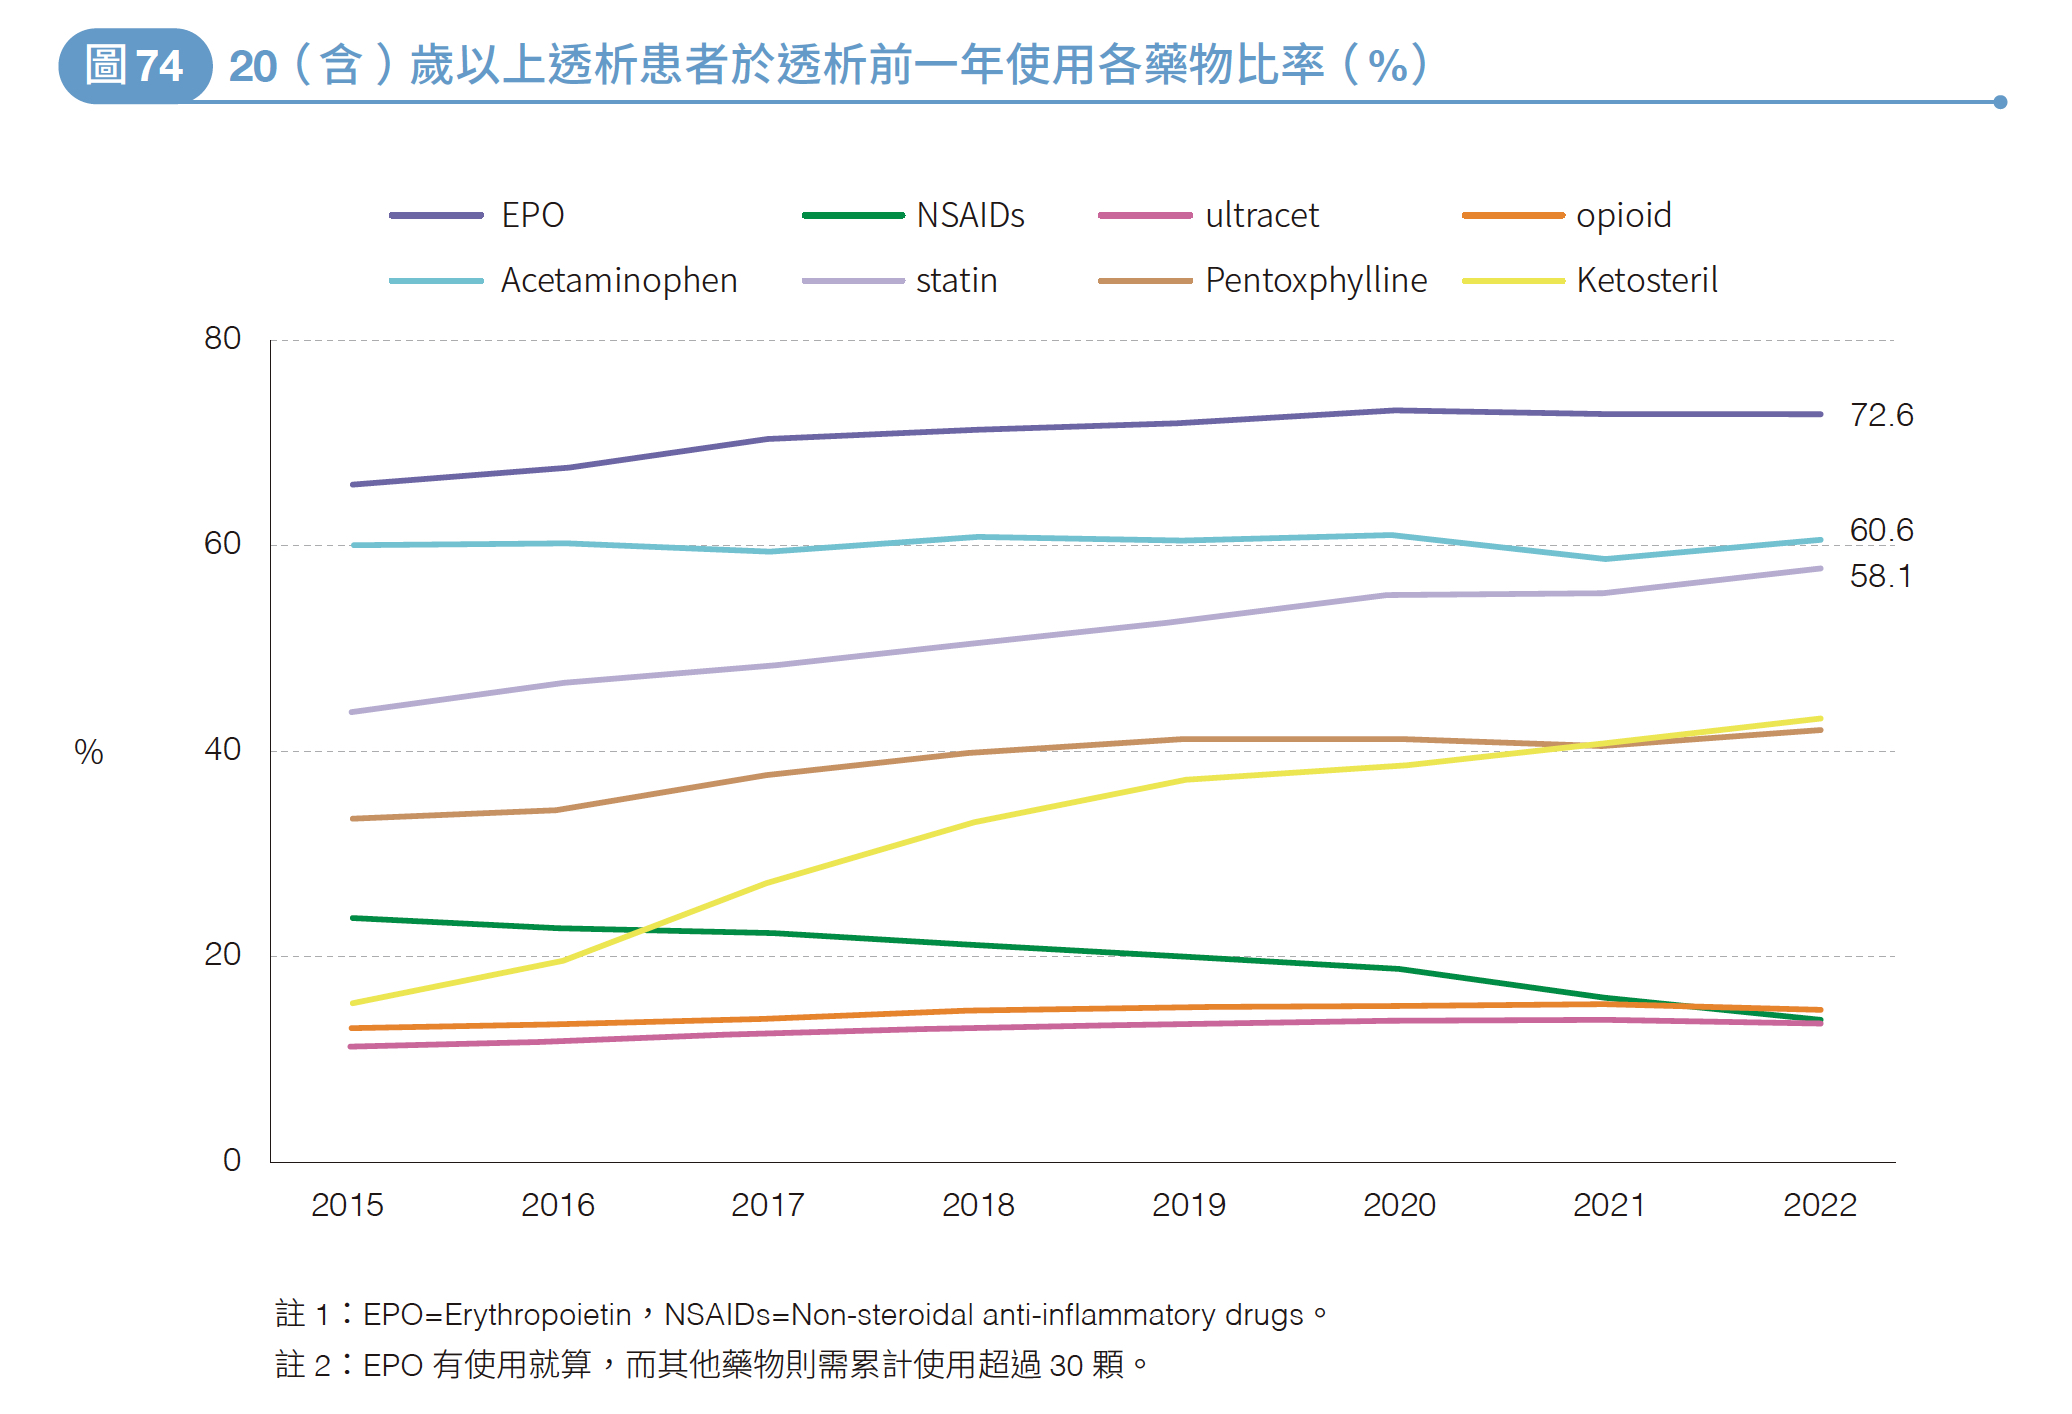 圖 74 20（含）歲以上透析患者於透析前一年使用各藥物比率（%）
EPO NSAIDs ultracet opioid
Acetaminophen statin Pentoxphylline Ketosteril
80
72.6
60
60.6
58.1
%
40
20
0
2015 2016 2017 2018 2019 2020 2021 2022
註 1：EPO=Erythropoietin，NSAIDs=Non-steroidal anti-inflammatory drugs。
註 2：EPO 有使用就算，而其他藥物則需累計使用超過 30 顆。